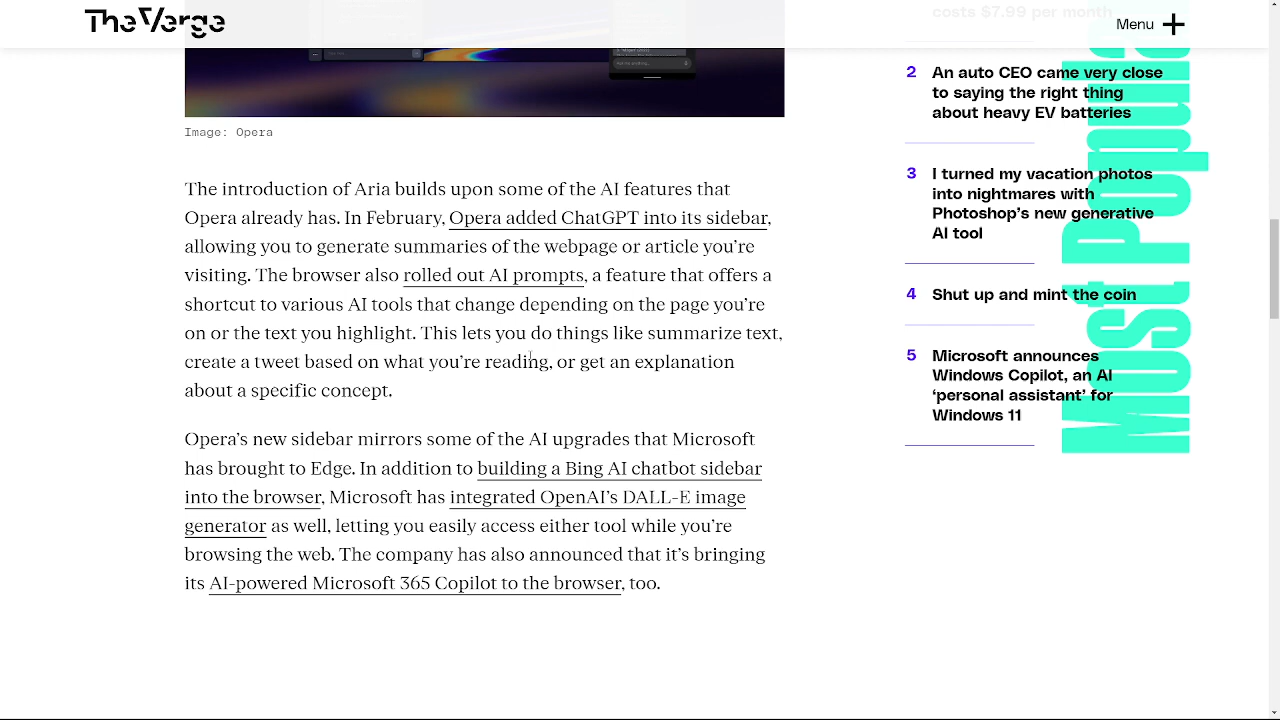 The Verge
Menu
costs $7.99 per month
2 An auto CEO came very close
to saying the right thing
about heavy EV batteries
3 I turned my vacation photos
into nightmares with
Photoshop’s new generative
AI tool
4 Shut up and mint the coin
5 Microsoft announces
Windows Copilot, an AI
‘personal assistant’ for
Windows 11
Most Popular
Image: Opera
The introduction of Aria builds upon some of the AI features that
Opera already has. In February, Opera added ChatGPT into its sidebar,
allowing you to generate summaries of the webpage or article you’re
visiting. The browser also rolled out AI prompts, a feature that offers a
shortcut to various AI tools that change depending on the page you’re
on or the text you highlight. This lets you do things like summarize text,
create a tweet based on what you’re reading, or get an explanation
about a specific concept.
Opera’s new sidebar mirrors some of the AI upgrades that Microsoft
has brought to Edge. In addition to building a Bing AI chatbot sidebar
into the browser, Microsoft has integrated OpenAI’s DALL-E image
generator as well, letting you easily access either tool while you’re
browsing the web. The company has also announced that it’s bringing
its AI-powered Microsoft 365 Copilot to the browser, too.